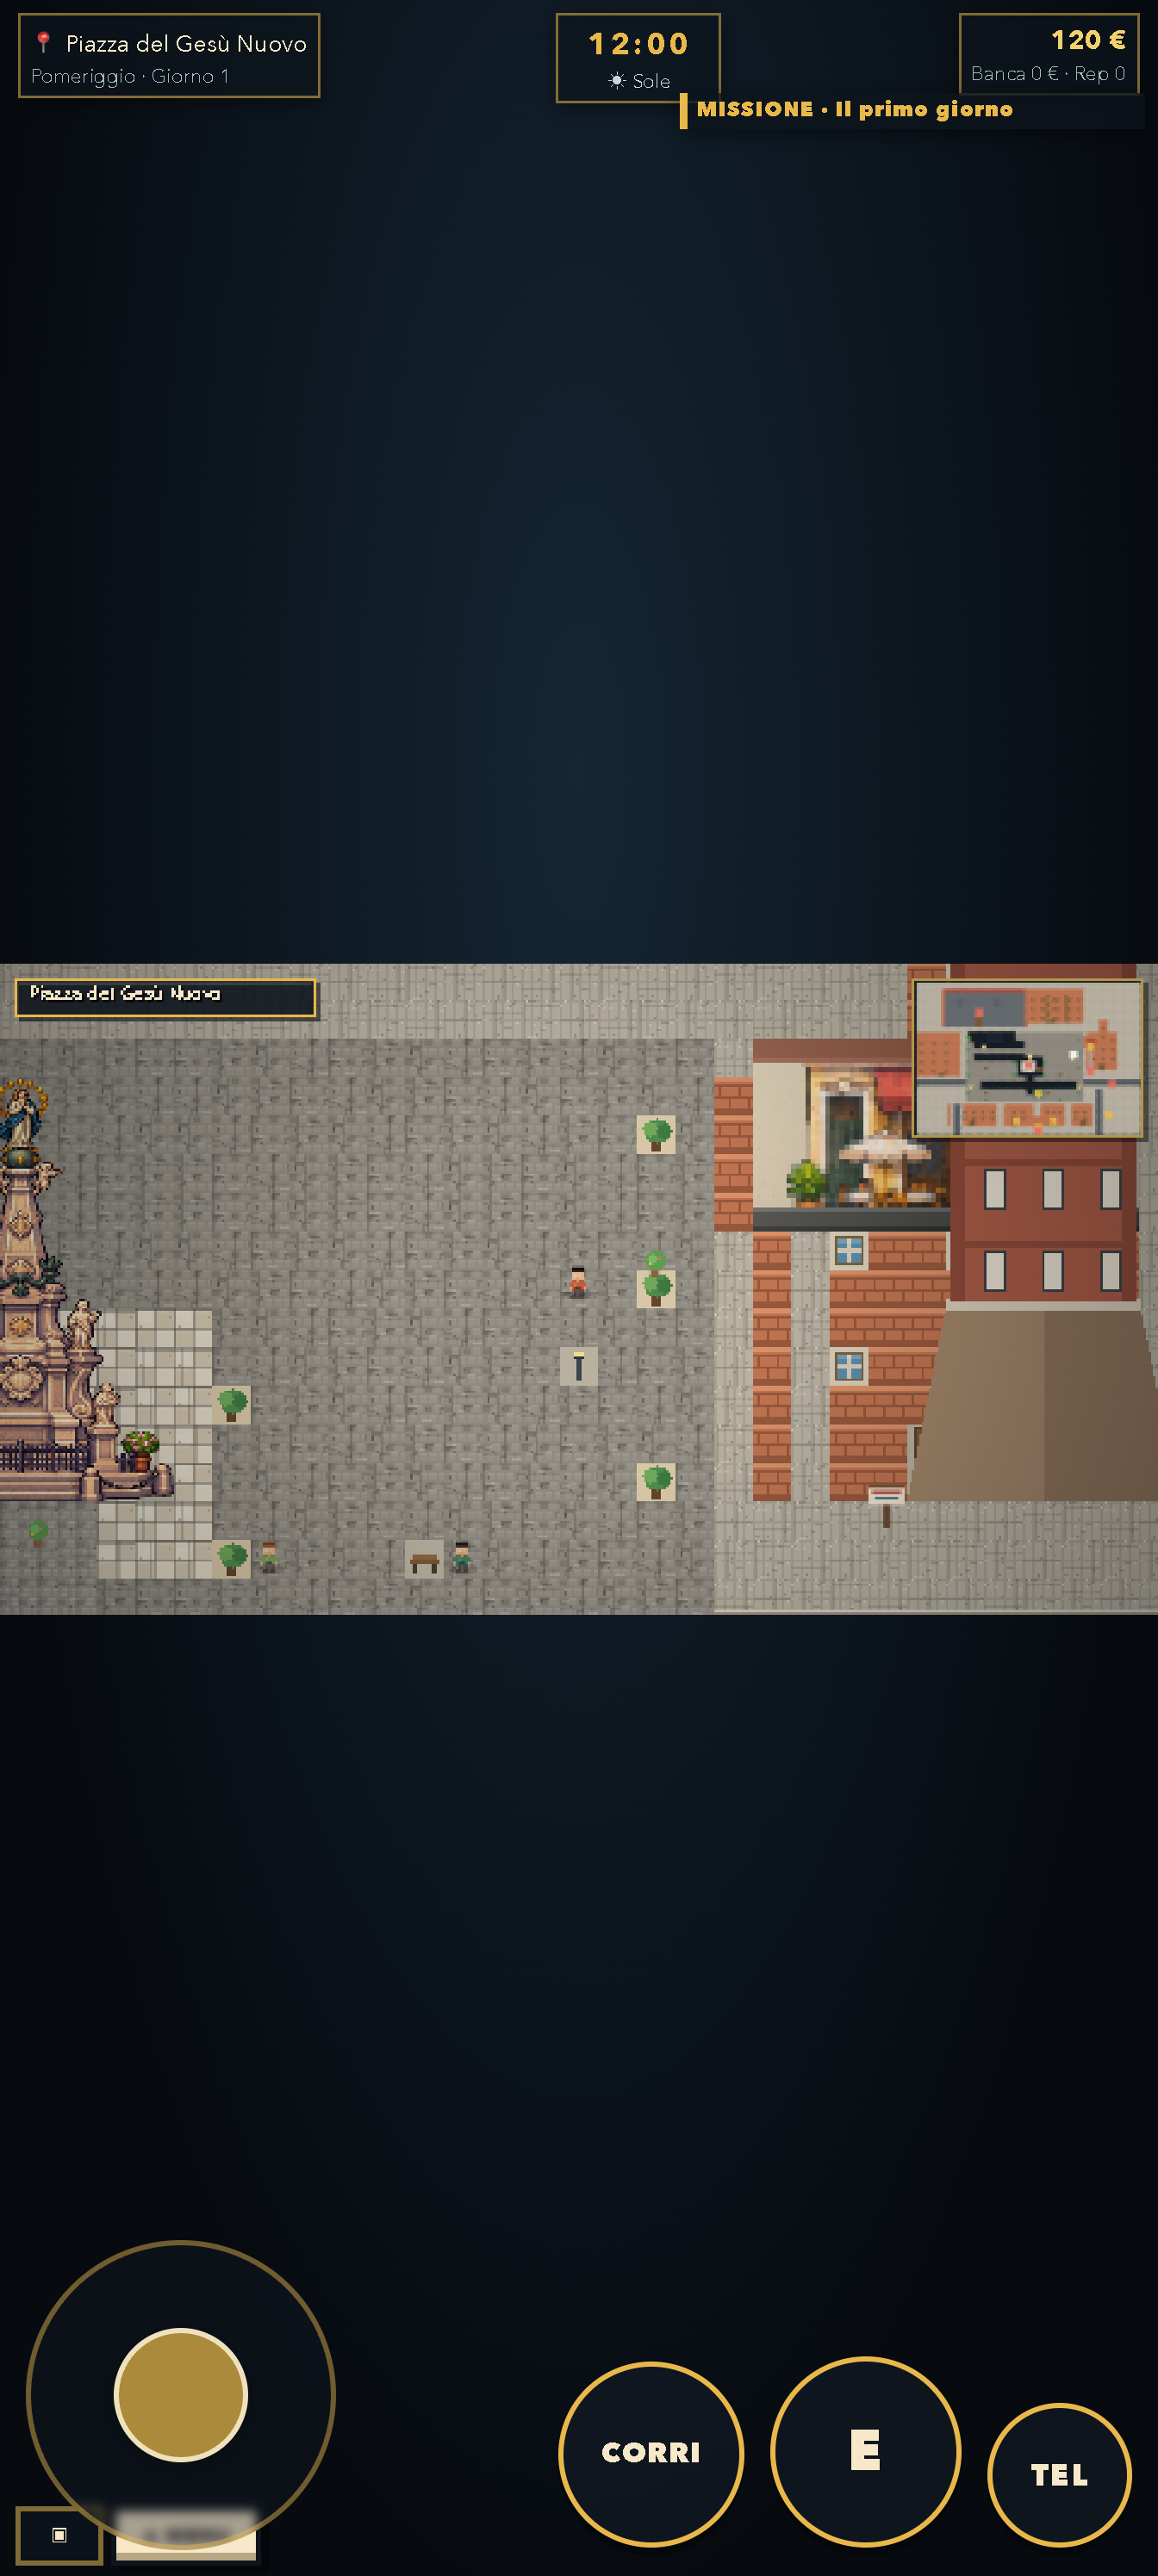 Piazza del Gesù Nuovo
Pomeriggio · Giorno 1
12:00
☀ Sole
120 €
Banca 0 € · Rep 0
MISSIONE · Il primo giorno
Piazza del Gesù Nuovo
CORRI
E
TEL